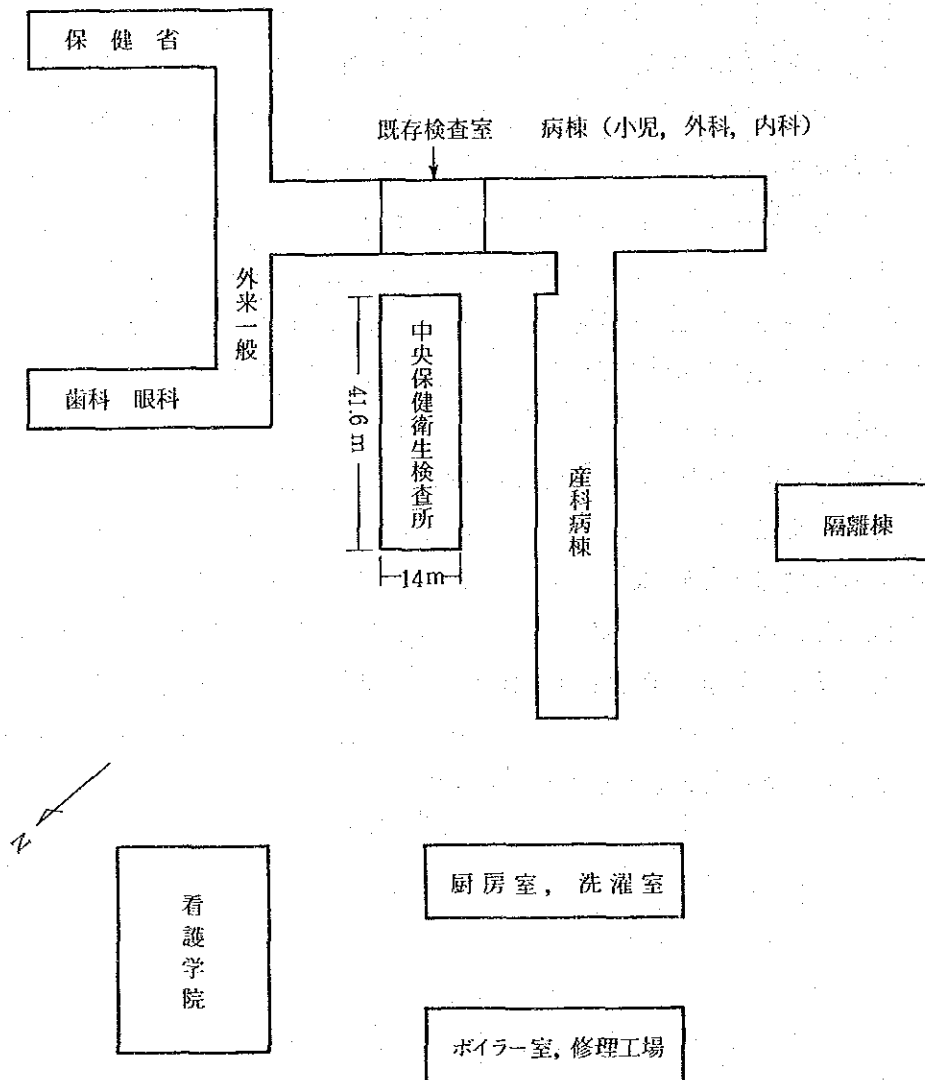 保健省
既存検査室
病棟（小児，外科，内科）
外来一般
中央保健衛生検査所
41.6m
歯科 眼科
産科病棟
隔離棟
14m
N
看護学院
厨房室，洗濯室
ボイラー室，修理工場